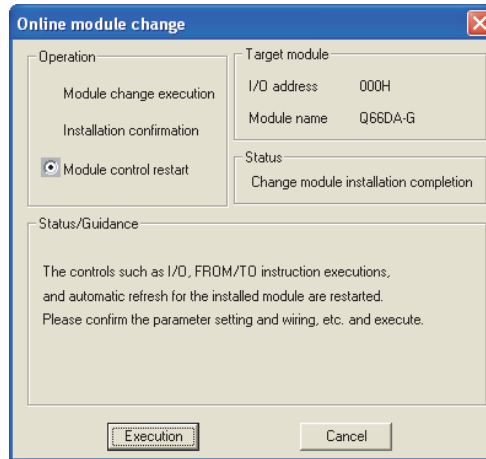 Online module change
Operation
Module change execution
Installation confirmation
Module control restart
Target module
I/O address 000H
Module name Q66DA-G
Status
Change module installation completion
Status/Guidance
The controls such as I/O, FROM/TO instruction executions,
and automatic refresh for the installed module are restarted.
Please confirm the parameter setting and wiring, etc. and execute.
Execution Cancel